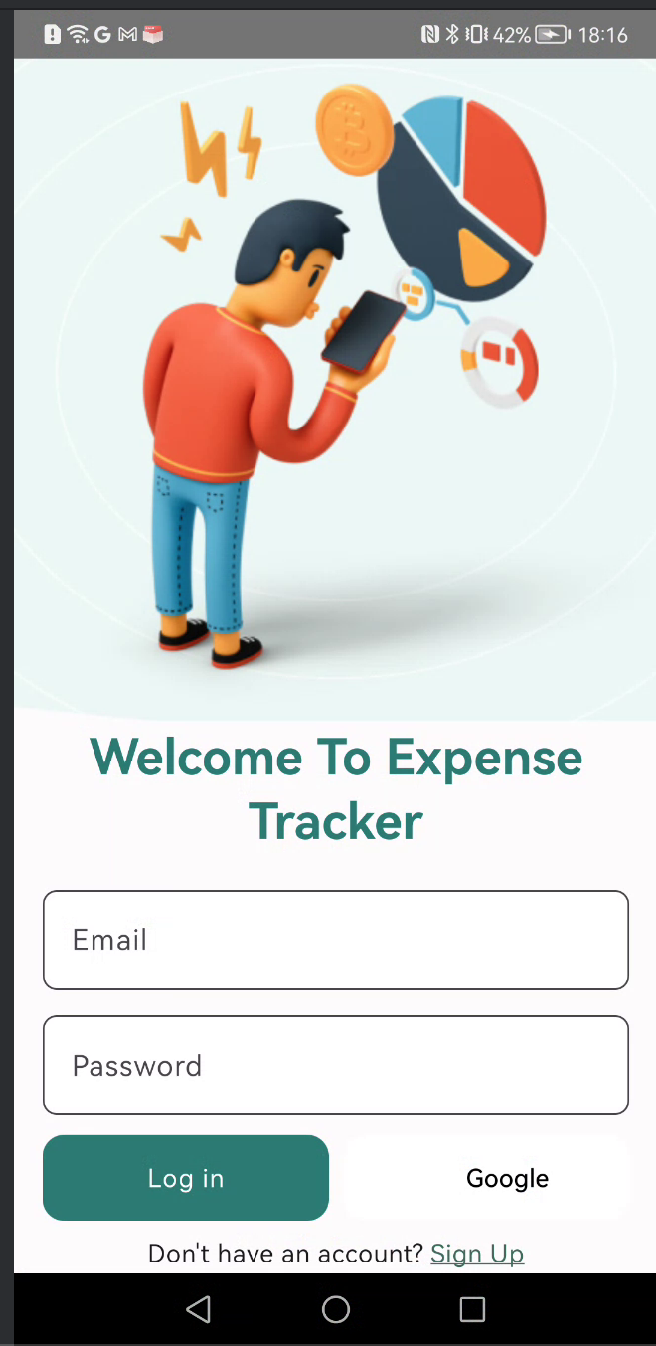 42% 18:16
Welcome To Expense
Tracker
Email
Password
Log in
Google
Don't have an account? Sign Up